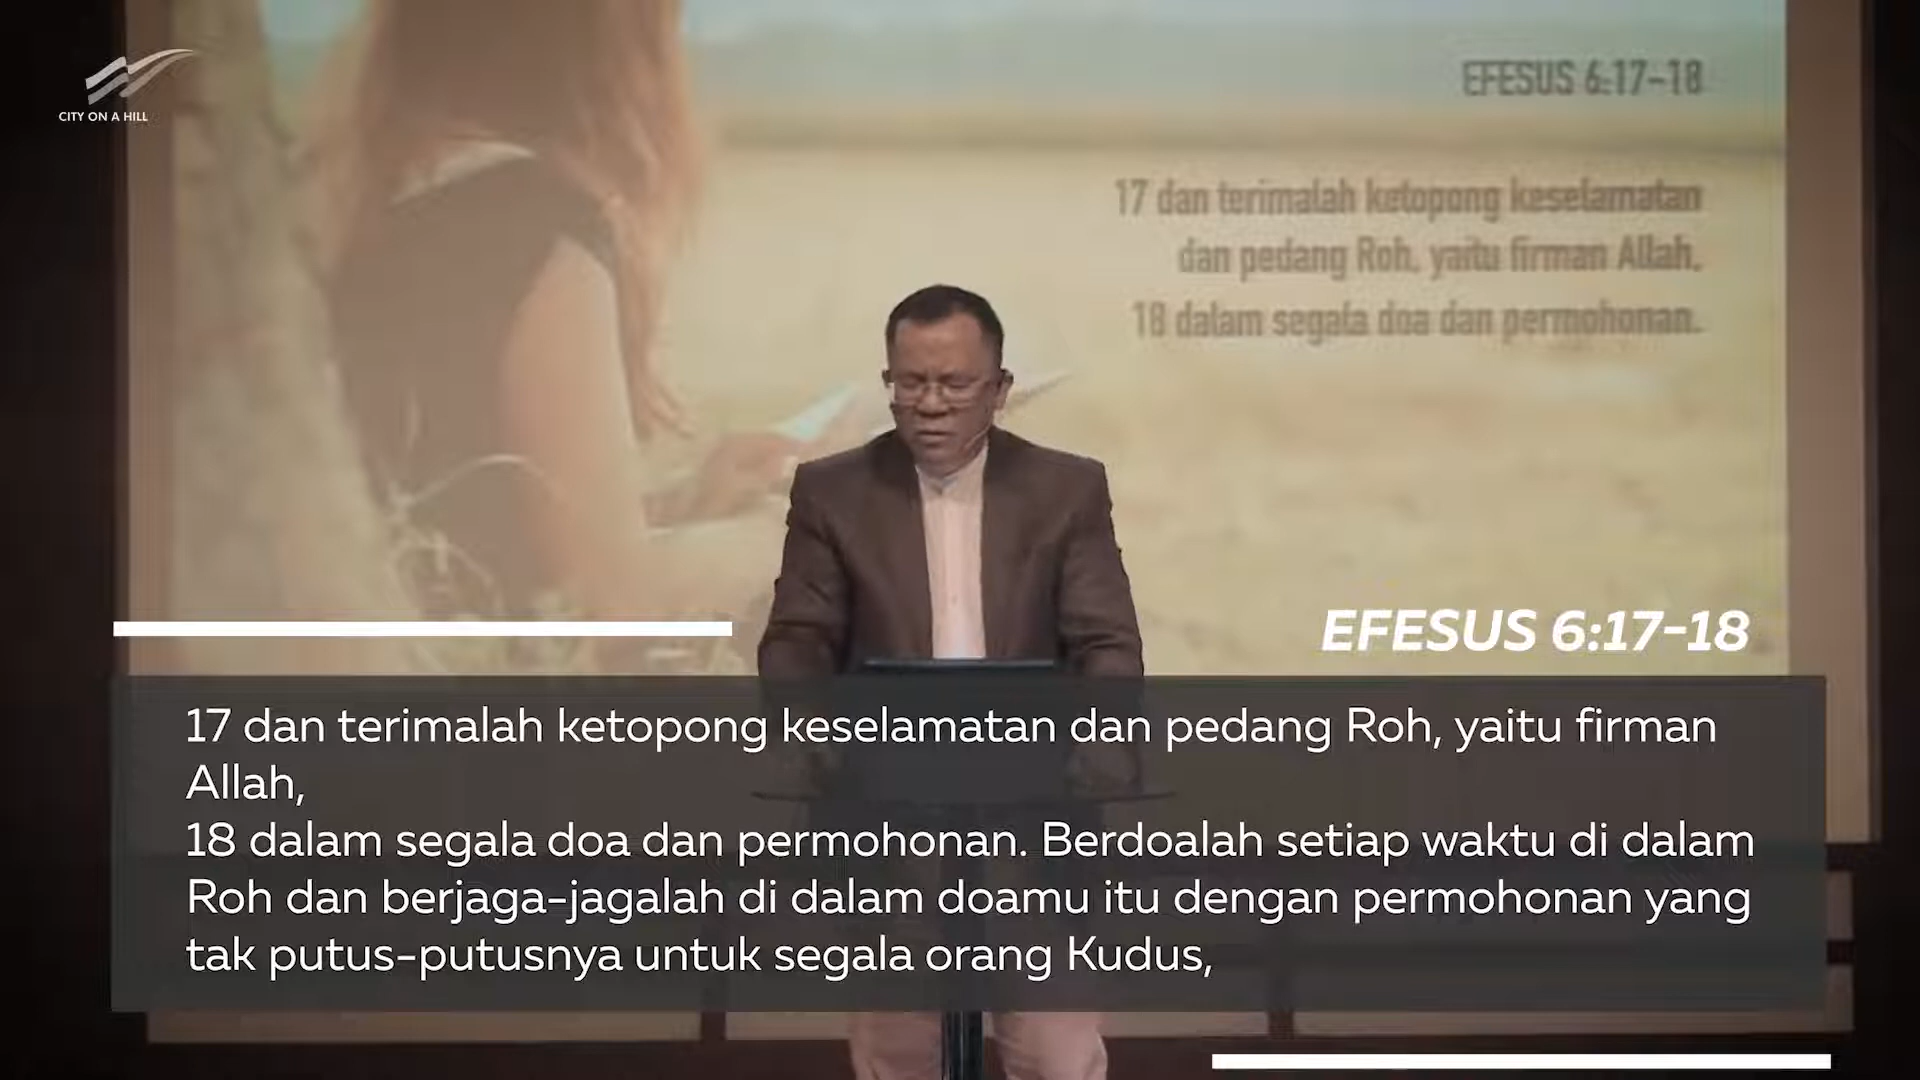 CITY ON A HILL
EFESUS 6:17-18
17 dan terimalah ketopong keselamatan
dan pedang Roh, yaitu firman Allah,
18 dalam segala doa dan permohonan.
EFESUS 6:17-18
17 dan terimalah ketopong keselamatan dan pedang Roh, yaitu firman
Allah,
18 dalam segala doa dan permohonan. Berdoalah setiap waktu di dalam
Roh dan berjaga-jagalah di dalam doamu itu dengan permohonan yang
tak putus-putusnya untuk segala orang Kudus,